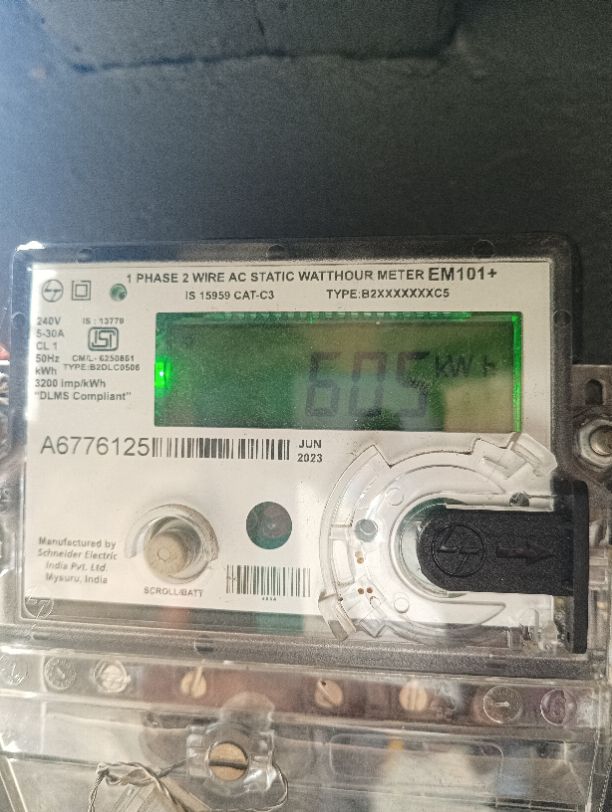 1 PHASE 2 WIRE AC STATIC WATTHOUR METER EM101+
IS 15959 CAT-C3 TYPE:B2XXXXXXXC5
240V IS : 13779
5-30A
CL 1 ISI
50Hz CM/L- 6250851
kWh TYPE:B2DLC0506
3200 imp/kWh
"DLMS Compliant"
605 kWh
A6776125
JUN
2023
Manufactured by
Schneider Electric
India Pvt. Ltd.
Mysuru, India
SCROLL/BATT